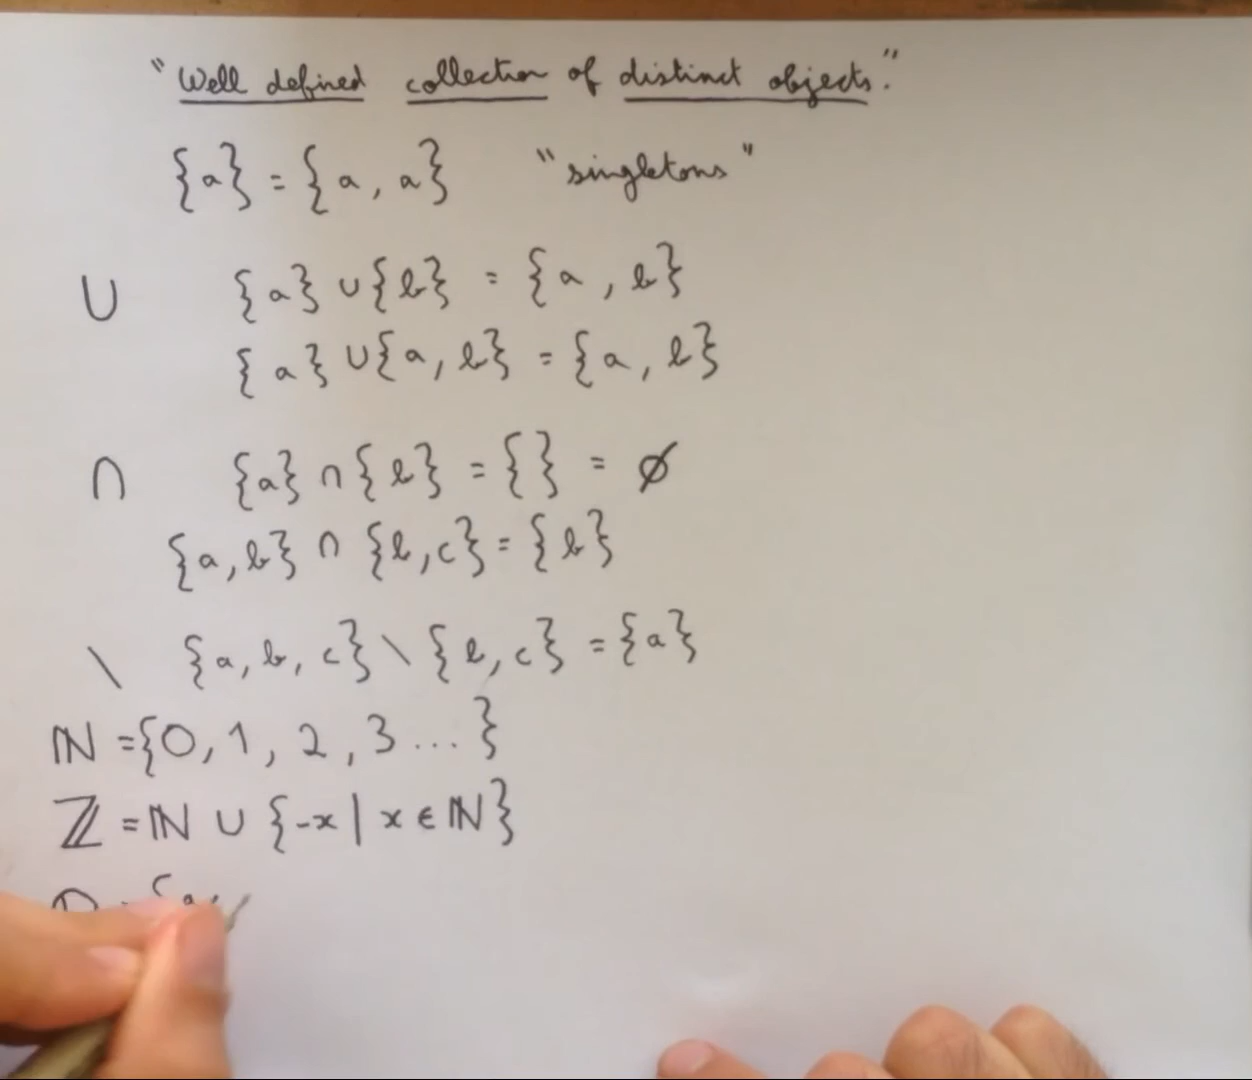 "Well defined collection of distinct objects."
{a} = {a, a} "singletons"
∪ {a} ∪ {b} = {a, b}
{a} ∪ {a, b} = {a, b}
∩ {a} ∩ {b} = {} = ∅
{a, b} ∩ {b, c} = {b}
\ {a, b, c} \ {b, c} = {a}
ℕ = {0, 1, 2, 3 ... }
ℤ = ℕ ∪ {-x | x ∈ ℕ}